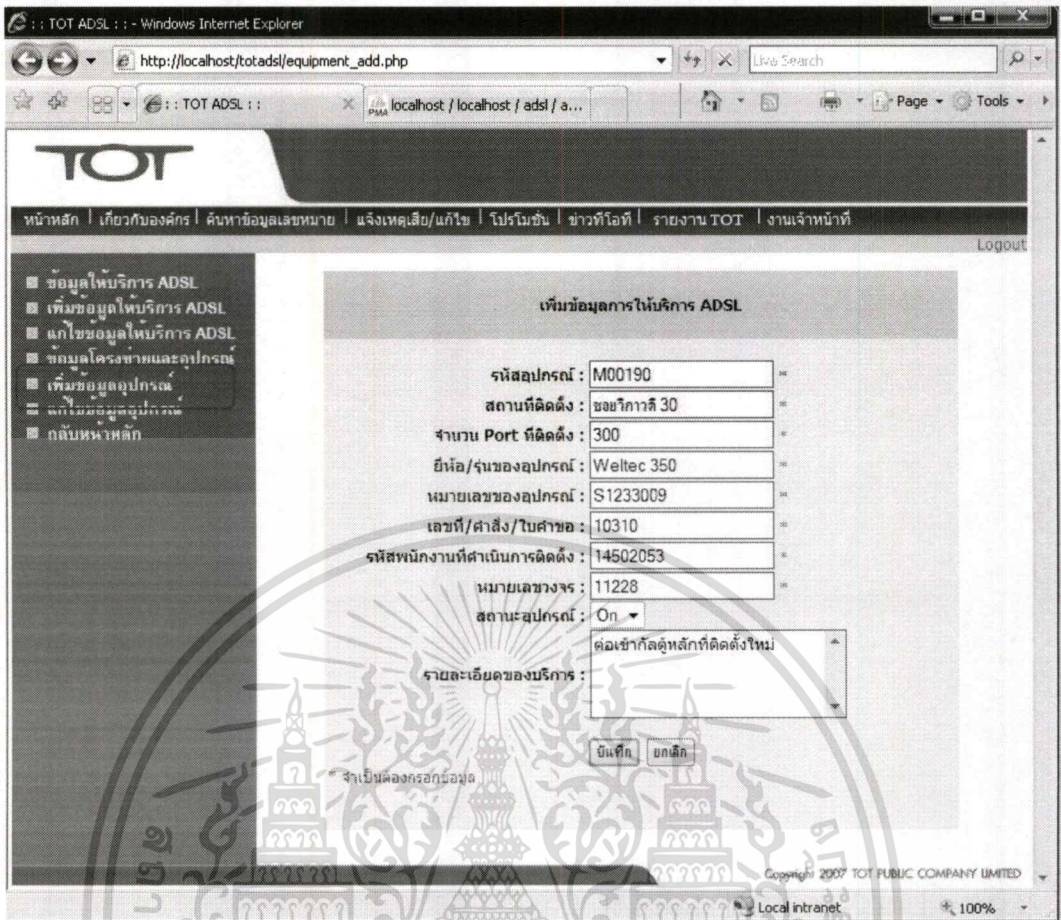 : : TOT ADSL : : - Windows Internet Explorer
http://localhost/totadsl/equipment_add.php
Live Search
: : TOT ADSL : :
localhost / localhost / adsl / a...
Page
Tools
TOT
หน้าหลัก | เกี่ยวกับองค์กร | ค้นหาข้อมูลเลขหมาย | แจ้งเหตุเสีย/แก้ไข | โปรโมชั่น | ข่าวทีโอที | รายงาน TOT | งานเจ้าหน้าที่
Logout
ข้อมูลให้บริการ ADSL
เพิ่มข้อมูลให้บริการ ADSL
แก้ไขข้อมูลให้บริการ ADSL
ข้อมูลโครงข่ายและอุปกรณ์
เพิ่มข้อมูลอุปกรณ์
แก้ไขข้อมูลอุปกรณ์
กลับหน้าหลัก
เพิ่มข้อมูลการให้บริการ ADSL
รหัสอุปกรณ์ : M00190 *
สถานที่ติดตั้ง : ซอยวิภาวดี 30 *
จำนวน Port ที่ติดตั้ง : 300 *
ยี่ห้อ/รุ่นของอุปกรณ์ : Weltec 350 *
หมายเลขของอุปกรณ์ : S1233009 *
เลขที่/คำสั่ง/ใบคำขอ : 10310 *
รหัสพนักงานที่ดำเนินการติดตั้ง : 14502053 *
หมายเลขวงจร : 11228 *
สถานะอุปกรณ์ : On
รายละเอียดของบริการ : ต่อเข้ากัลตู้หลักที่ติดตั้งใหม่
บันทึก ยกเลิก
* จำเป็นต้องกรอกข้อมูล
Copyright 2007 TOT PUBLIC COMPANY LIMITED
Local intranet
100%